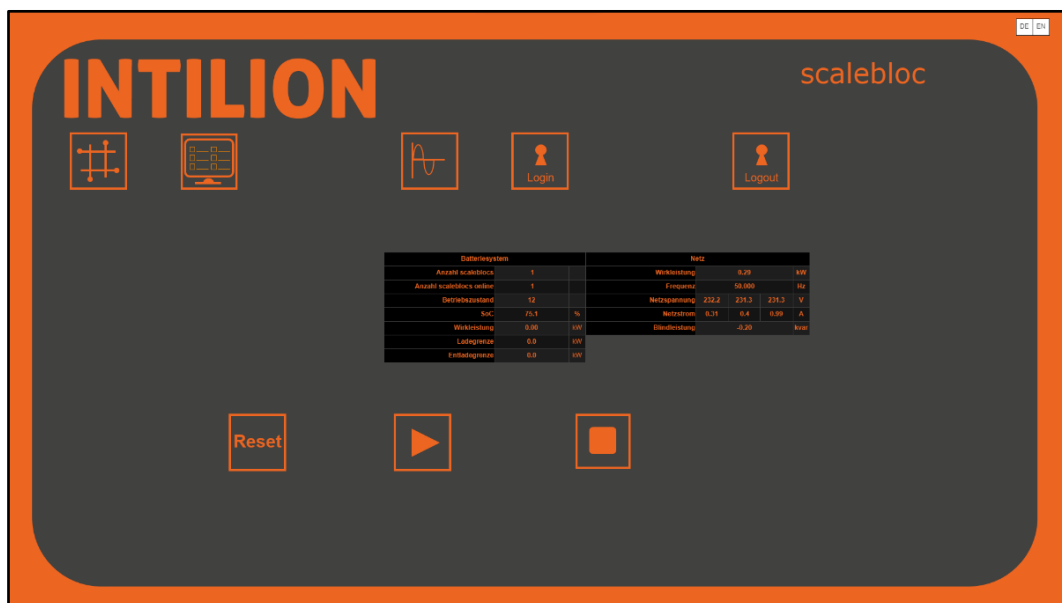 DE EN
INTILION
scalebloc
Login
Logout
Batteriesystem
Anzahl scaleblocs 1
Anzahl scaleblocs online 1
Betriebszustand 12
SoC 75.1 %
Wirkleistung 0.00 kW
Ladegrenze 0.0 kW
Entladegrenze 0.0 kW
Netz
Wirkleistung 0.20 kW
Frequenz 50.000 Hz
Netzspannung 232.2 231.3 231.3 V
Netzstrom 0.31 0.4 0.89 A
Blindleistung -0.20 kvar
Reset